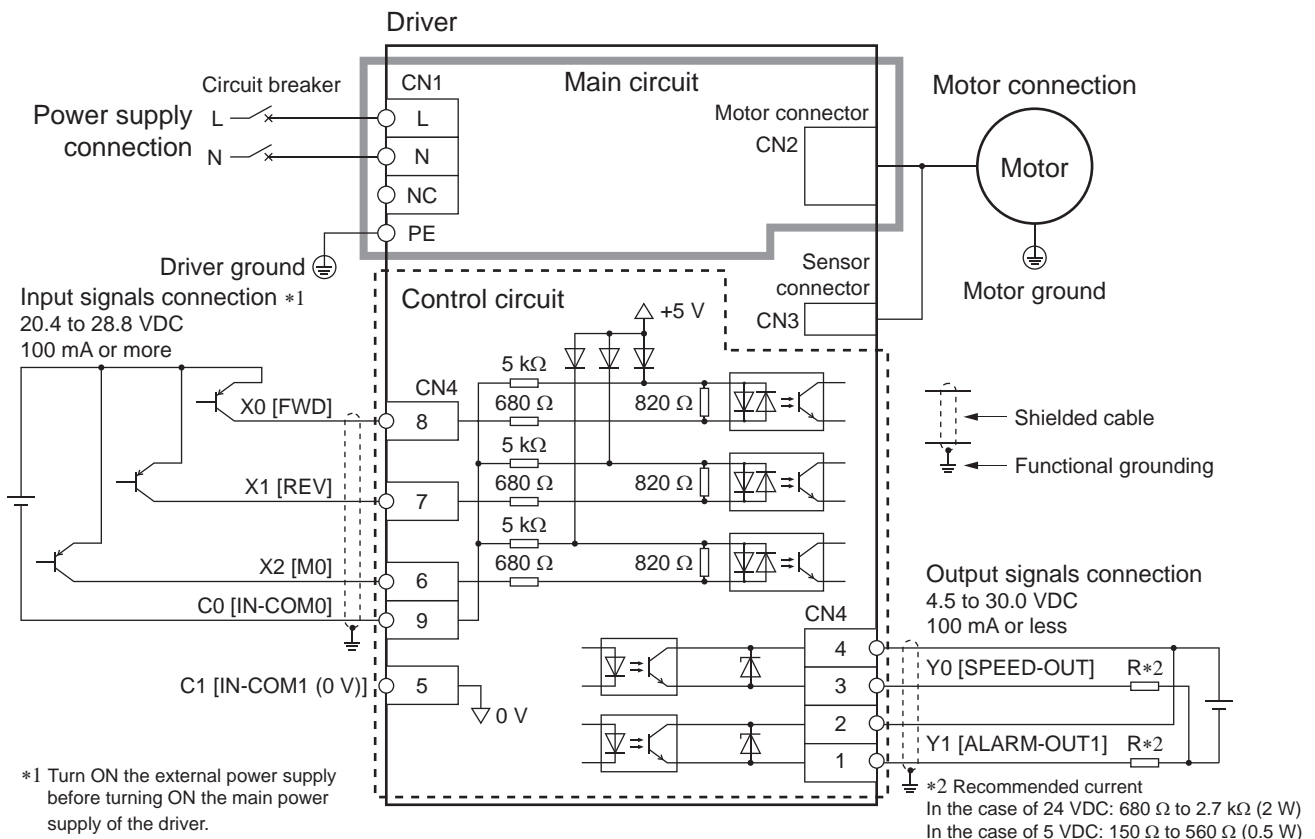 Driver
Circuit breaker
CN1
Main circuit
Motor connection
Power supply
connection
L
N
L
N
NC
PE
Motor connector
CN2
Motor
Driver ground
Sensor
connector
CN3
Motor ground
Input signals connection *1
20.4 to 28.8 VDC
100 mA or more
Control circuit
+5 V
CN4
X0 [FWD]
8
5 kΩ
680 Ω
820 Ω
X1 [REV]
7
5 kΩ
680 Ω
820 Ω
X2 [M0]
6
5 kΩ
680 Ω
820 Ω
C0 [IN-COM0]
9
C1 [IN-COM1 (0 V)]
5
0 V
Shielded cable
Functional grounding
Output signals connection
4.5 to 30.0 VDC
100 mA or less
CN4
4
3
2
1
Y0 [SPEED-OUT]
R*2
Y1 [ALARM-OUT1]
R*2
*1 Turn ON the external power supply
before turning ON the main power
supply of the driver.
*2 Recommended current
In the case of 24 VDC: 680 Ω to 2.7 kΩ (2 W)
In the case of 5 VDC: 150 Ω to 560 Ω (0.5 W)